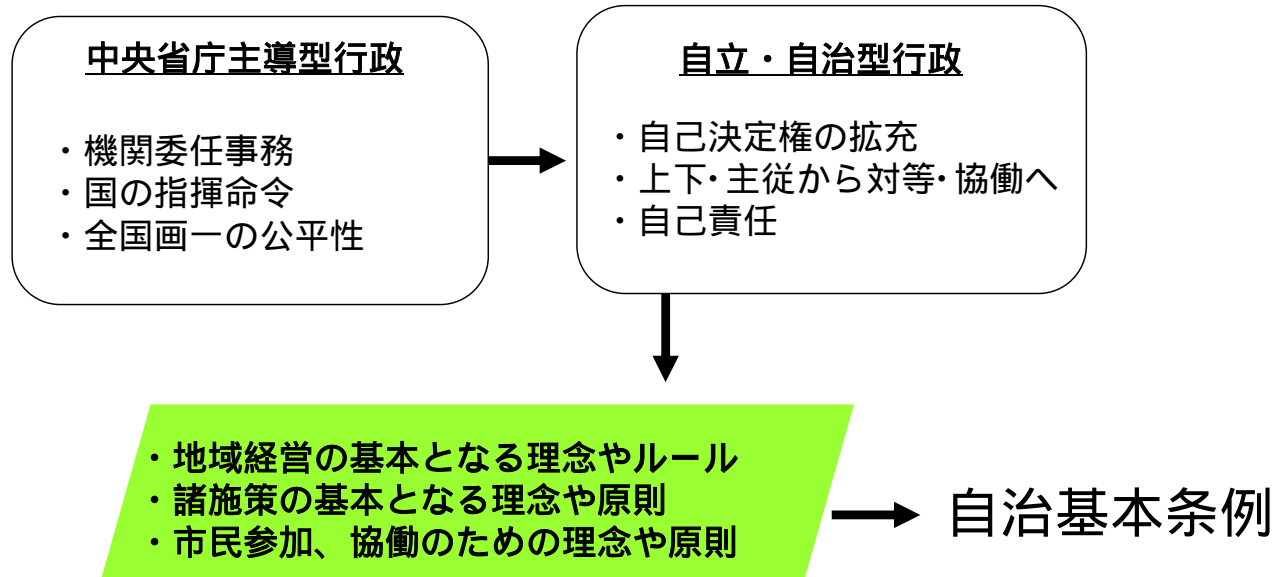 中央省庁主導型行政
・機関委任事務
・国の指揮命令
・全国画一の公平性
自立・自治型行政
・自己決定権の拡充
・上下・主従から対等・協働へ
・自己責任
・地域経営の基本となる理念やルール
・諸施策の基本となる理念や原則
・市民参加、協働のための理念や原則
自治基本条例